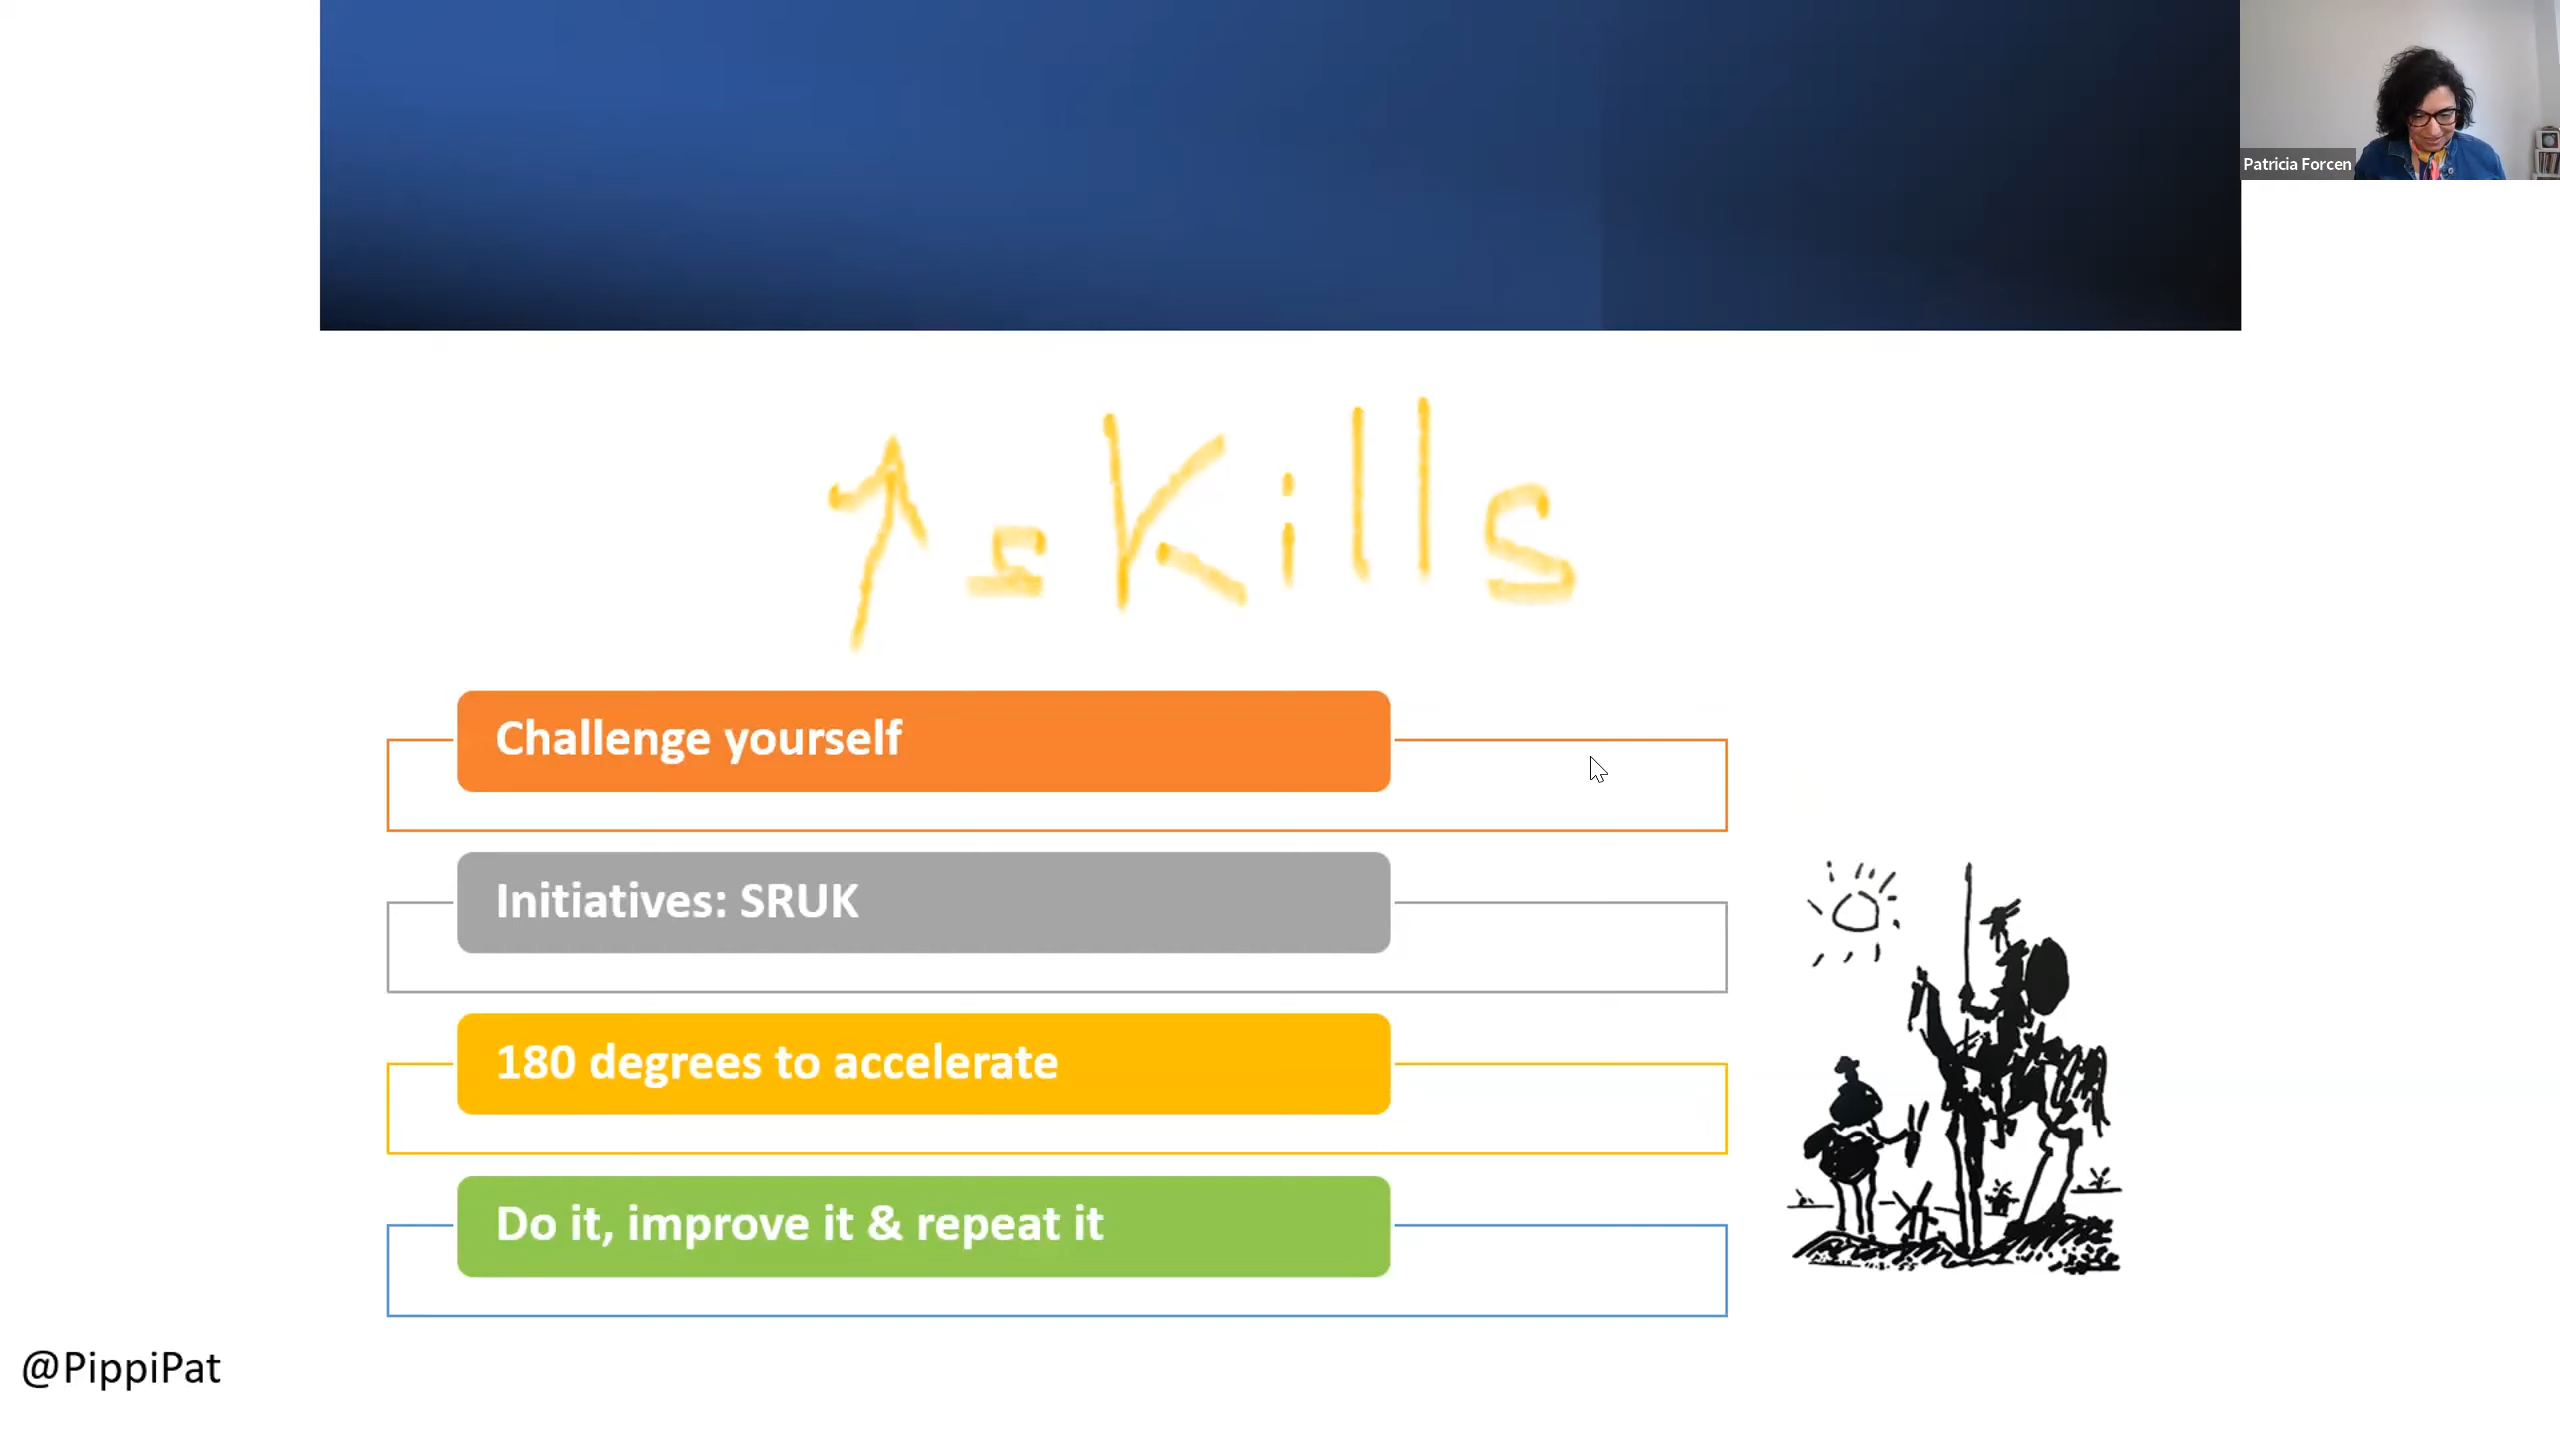 Patricia Forcen
↑ sKills
Challenge yourself
Initiatives: SRUK
180 degrees to accelerate
Do it, improve it & repeat it
@PippiPat